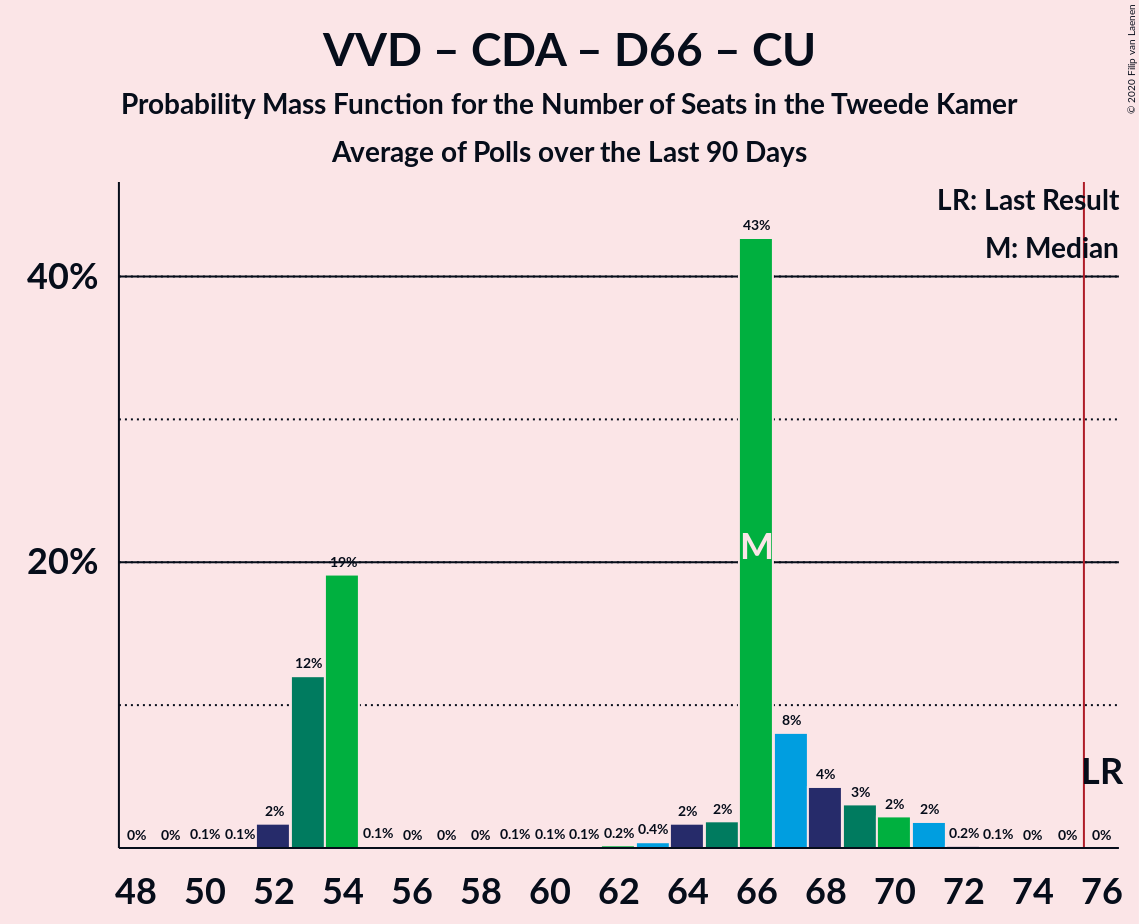 VVD – CDA – D66 – CU
Probability Mass Function for the Number of Seats in the Tweede Kamer
Average of Polls over the Last 90 Days
© 2020 Filip van Laenen
LR: Last Result
M: Median
40%
20%
0% 0% 0.1% 0.1% 2% 12% 19% 0.1% 0% 0% 0% 0.1% 0.1% 0.1% 0.2% 0.4% 2% 2% 43% 8% 4% 3% 2% 2% 0.2% 0.1% 0% 0% 0%
M
LR
48 50 52 54 56 58 60 62 64 66 68 70 72 74 76